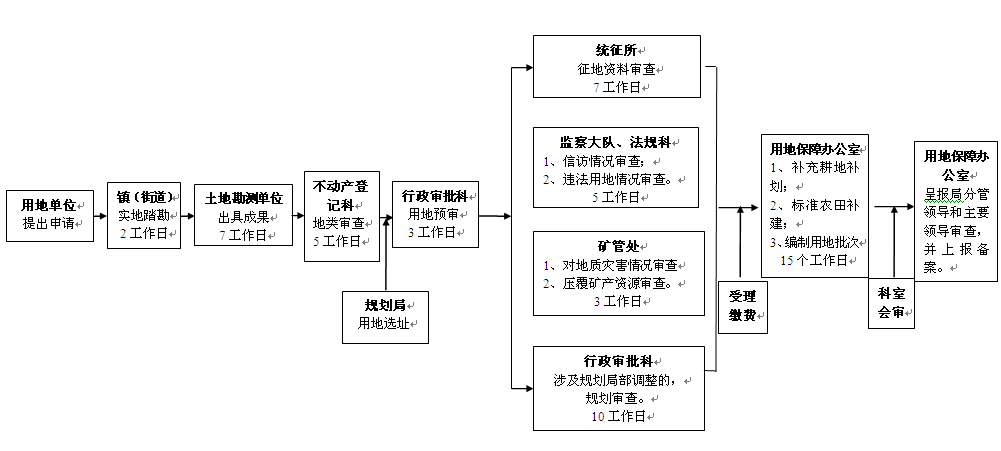 用地单位
提出申请
镇（街道）
实地踏勘
2 工作日
土地勘测单位
出具成果
7 工作日
不动产登
记科
地类审查
5 工作日
规划局
用地选址
行政审批科
用地预审
3 工作日
统征所
征地资料审查
7 工作日
监察大队、法规科
1、信访情况审查；
2、违法用地情况审查。
5 工作日
矿管处
1、对地质灾害情况审查
2、压覆矿产资源审查。
3 工作日
行政审批科
涉及规划局部调整的，
规划审查。
10 工作日
受理
缴费
用地保障办公室
1、补充耕地补
划；
2、标准农田补
建；
3、编制用地批次
15 个工作日
科室
会审
用地保障办
公室
呈报局分管
领导和主要
领导审查，
并上报备
案。